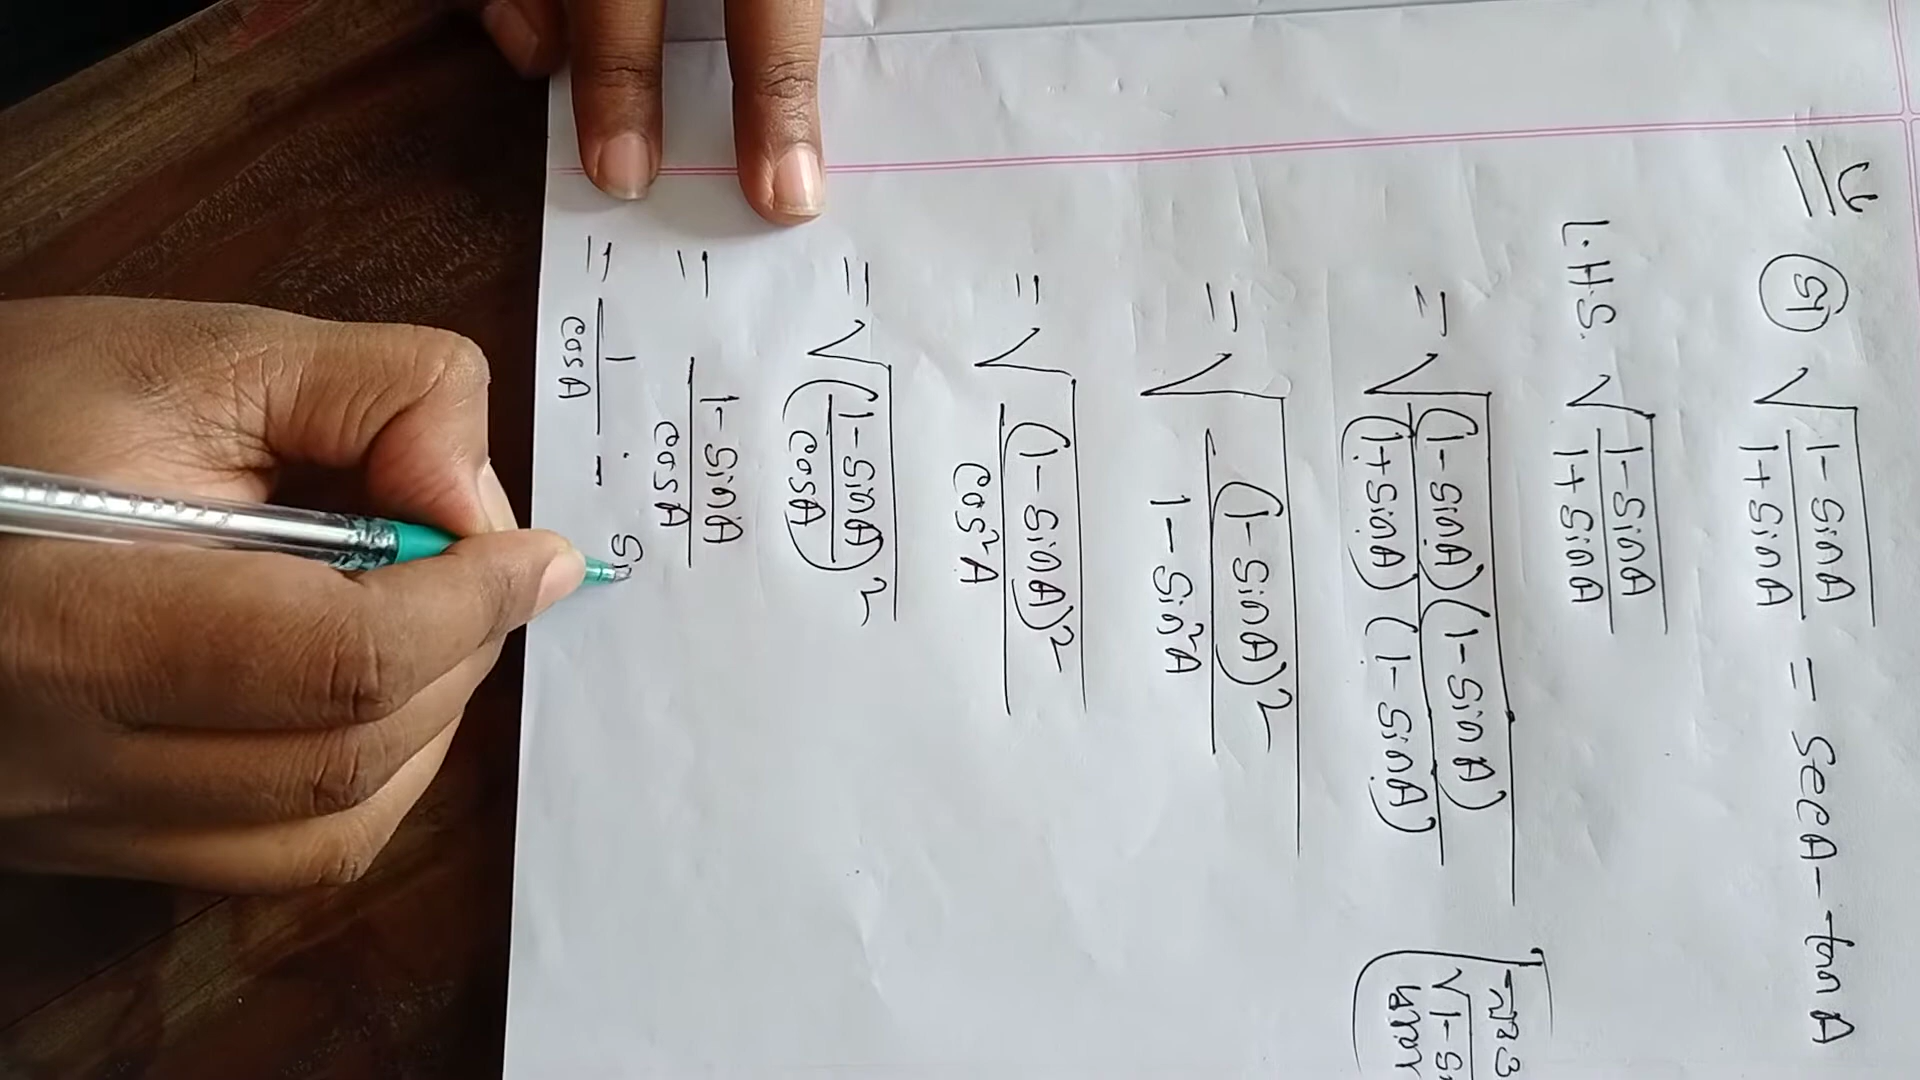 (51) √((1-sinA)/(1+sinA)) = secA-tanA
L.H.S. √((1-sinA)/(1+sinA))
= √(((1-sinA)(1-sinA))/((1+sinA)(1-sinA)))
= √((1-sinA)²/(1-sin²A))
= √((1-sinA)²/cos²A)
= √((1-sinA)/cosA)²
= (1-sinA)/cosA
= 1/cosA - si